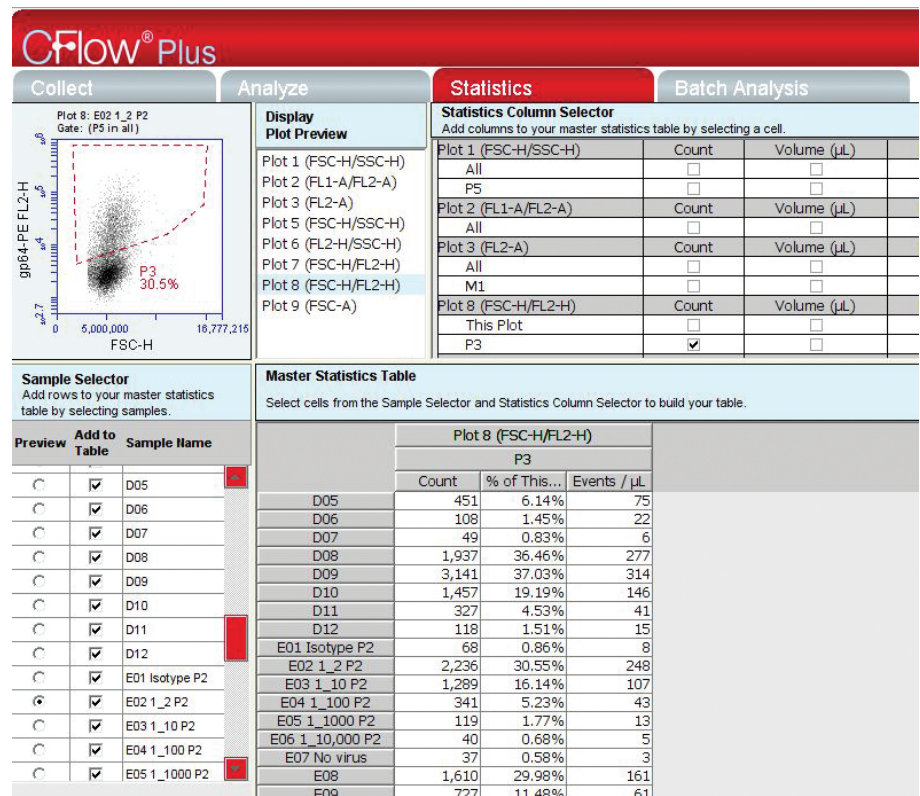 CFlow® Plus
Collect
Analyze
Statistics
Batch Analysis
Plot 8: E02 1_2 P2
Gate: (P5 in all)
gp64-PE FL2-H
10^2.7
10^4
10^5
10^6
P3
30.5%
0
5,000,000
16,777,215
FSC-H
Display
Plot Preview
Plot 1 (FSC-H/SSC-H)
Plot 2 (FL1-A/FL2-A)
Plot 3 (FL2-A)
Plot 5 (FSC-H/SSC-H)
Plot 6 (FL2-H/SSC-H)
Plot 7 (FSC-H/FL2-H)
Plot 8 (FSC-H/FL2-H)
Plot 9 (FSC-A)
Statistics Column Selector
Add columns to your master statistics table by selecting a cell.
Plot 1 (FSC-H/SSC-H) Count Volume (µL)
All
P5
Plot 2 (FL1-A/FL2-A) Count Volume (µL)
All
Plot 3 (FL2-A) Count Volume (µL)
All
M1
Plot 8 (FSC-H/FL2-H) Count Volume (µL)
This Plot
P3
Sample Selector
Add rows to your master statistics
table by selecting samples.
Preview Add to Table Sample Name
D05
D06
D07
D08
D09
D10
D11
D12
E01 Isotype P2
E02 1_2 P2
E03 1_10 P2
E04 1_100 P2
E05 1_1000 P2
Master Statistics Table
Select cells from the Sample Selector and Statistics Column Selector to build your table.
Plot 8 (FSC-H/FL2-H)
P3
Count % of This... Events / µL
D05 451 6.14% 75
D06 108 1.45% 22
D07 49 0.83% 6
D08 1,937 36.46% 277
D09 3,141 37.03% 314
D10 1,457 19.19% 146
D11 327 4.53% 41
D12 118 1.51% 15
E01 Isotype P2 68 0.86% 8
E02 1_2 P2 2,236 30.55% 248
E03 1_10 P2 1,289 16.14% 107
E04 1_100 P2 341 5.23% 43
E05 1_1000 P2 119 1.77% 13
E06 1_10,000 P2 40 0.68% 5
E07 No virus 37 0.58% 3
E08 1,610 29.98% 161
E09 727 11.48% 61